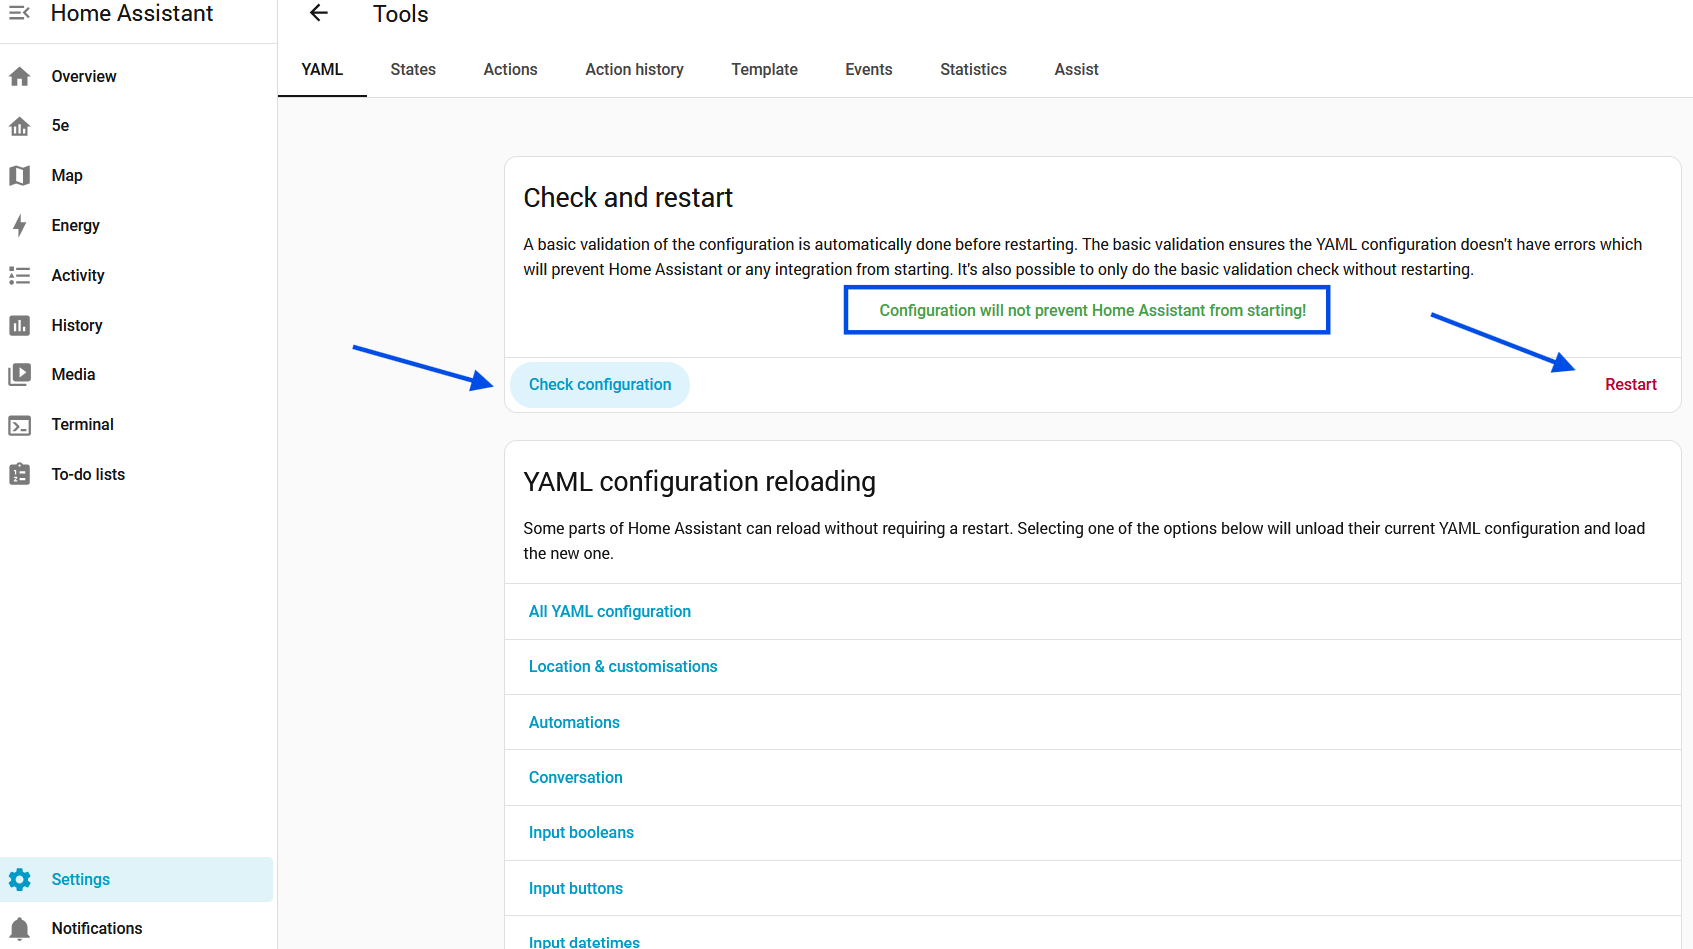 Home Assistant
Overview
5e
Map
Energy
Activity
History
Media
Terminal
To-do lists
Settings
Notifications
Tools
YAML
States
Actions
Action history
Template
Events
Statistics
Assist
Check and restart
A basic validation of the configuration is automatically done before restarting. The basic validation ensures the YAML configuration doesn't have errors which
will prevent Home Assistant or any integration from starting. It's also possible to only do the basic validation check without restarting.
Configuration will not prevent Home Assistant from starting!
Check configuration
Restart
YAML configuration reloading
Some parts of Home Assistant can reload without requiring a restart. Selecting one of the options below will unload their current YAML configuration and load
the new one.
All YAML configuration
Location & customisations
Automations
Conversation
Input booleans
Input buttons
Input datetimes